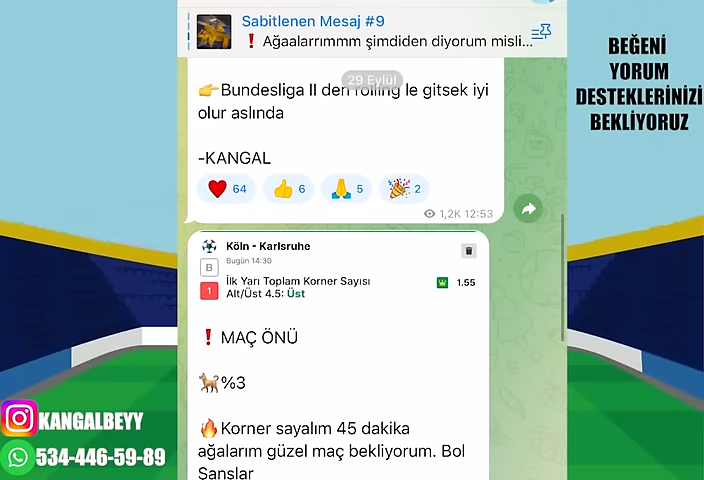 Sabitlenen Mesaj #9
❗ Ağaalarrımmm şimdiden diyorum misli...
BEĞENİ
YORUM
DESTEKLERİNİZİ
BEKLİYORUZ
29 Eylül
👉Bundesliga II den rolling le gitsek iyi
olur aslında
-KANGAL
❤️ 64 👍 6 🙏 5 🎉 2
1,2K 12:53
Köln - Karlsruhe
B Bugün 14:30
1 İlk Yarı Toplam Korner Sayısı 1.55
Alt/Üst 4.5: Üst
❗ MAÇ ÖNÜ
🐕%3
🔥Korner sayalım 45 dakika
ağalarım güzel maç bekliyorum. Bol
Şanslar
KANGALBEYY
534-446-59-89